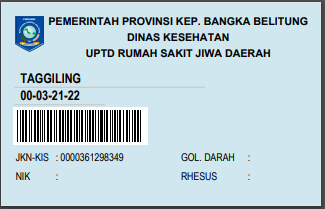 PEMERINTAH PROVINSI KEP. BANGKA BELITUNG
DINAS KESEHATAN
UPTD RUMAH SAKIT JIWA DAERAH
TAGGILING
00-03-21-22
JKN-KIS : 0000361298349 GOL. DARAH :
NIK : RHESUS :